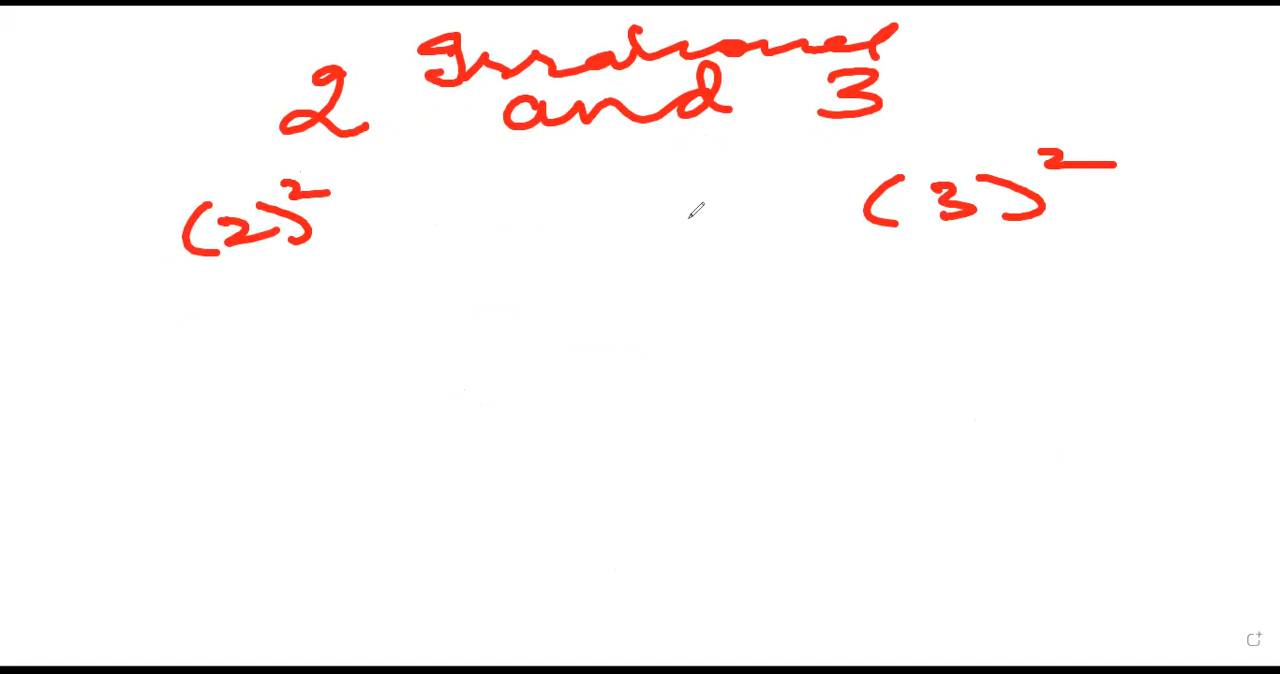 Irrational
2 and 3
(2)² (3)²